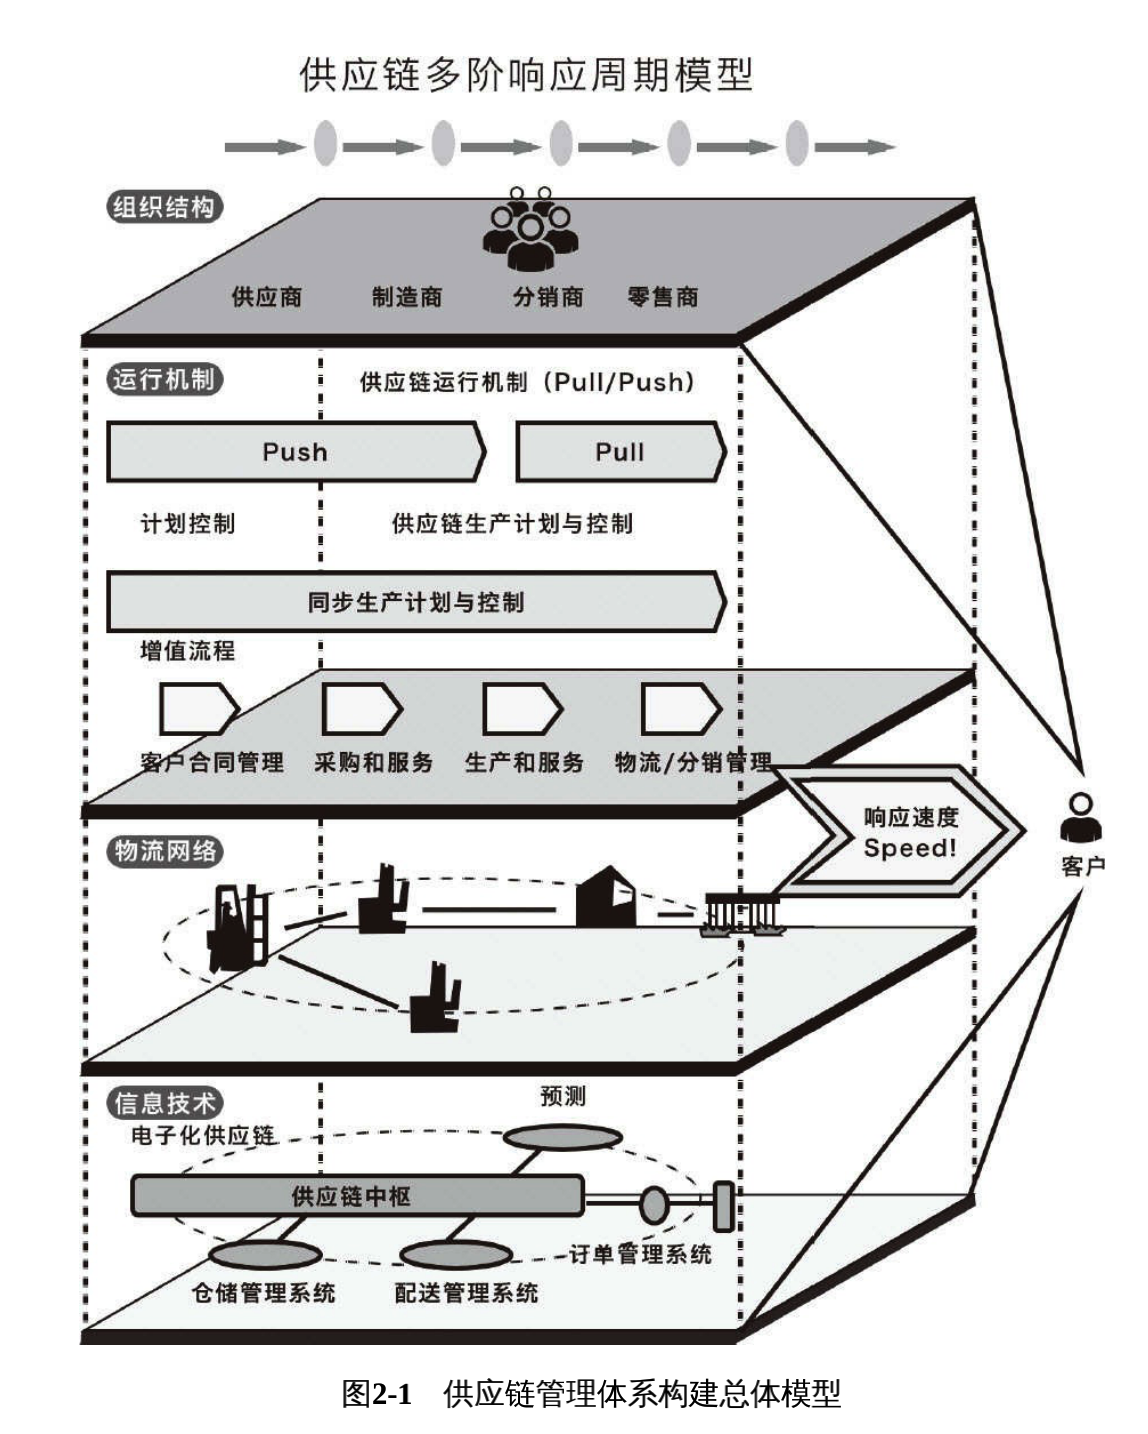 供应链多阶响应周期模型
组织结构
供应商 制造商 分销商 零售商
运行机制
供应链运行机制（Pull/Push）
Push Pull
计划控制 供应链生产计划与控制
同步生产计划与控制
增值流程
客户合同管理 采购和服务 生产和服务 物流/分销管理
响应速度
Speed!
客户
物流网络
信息技术
预测
电子化供应链
供应链中枢
订单管理系统
仓储管理系统 配送管理系统
图2-1 供应链管理体系构建总体模型